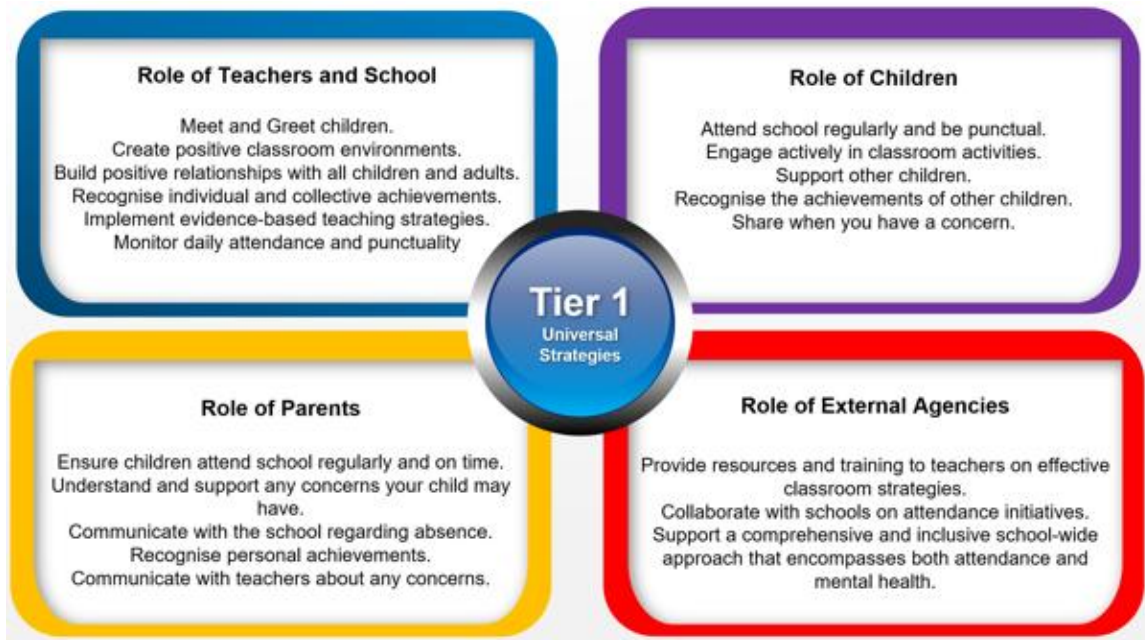 Role of Teachers and School
Meet and Greet children.
Create positive classroom environments.
Build positive relationships with all children and adults.
Recognise individual and collective achievements.
Implement evidence-based teaching strategies.
Monitor daily attendance and punctuality
Role of Children
Attend school regularly and be punctual.
Engage actively in classroom activities.
Support other children.
Recognise the achievements of other children.
Share when you have a concern.
Tier 1
Universal
Strategies
Role of Parents
Ensure children attend school regularly and on time.
Understand and support any concerns your child may
have.
Communicate with the school regarding absence.
Recognise personal achievements.
Communicate with teachers about any concerns.
Role of External Agencies
Provide resources and training to teachers on effective
classroom strategies.
Collaborate with schools on attendance initiatives.
Support a comprehensive and inclusive school-wide
approach that encompasses both attendance and
mental health.